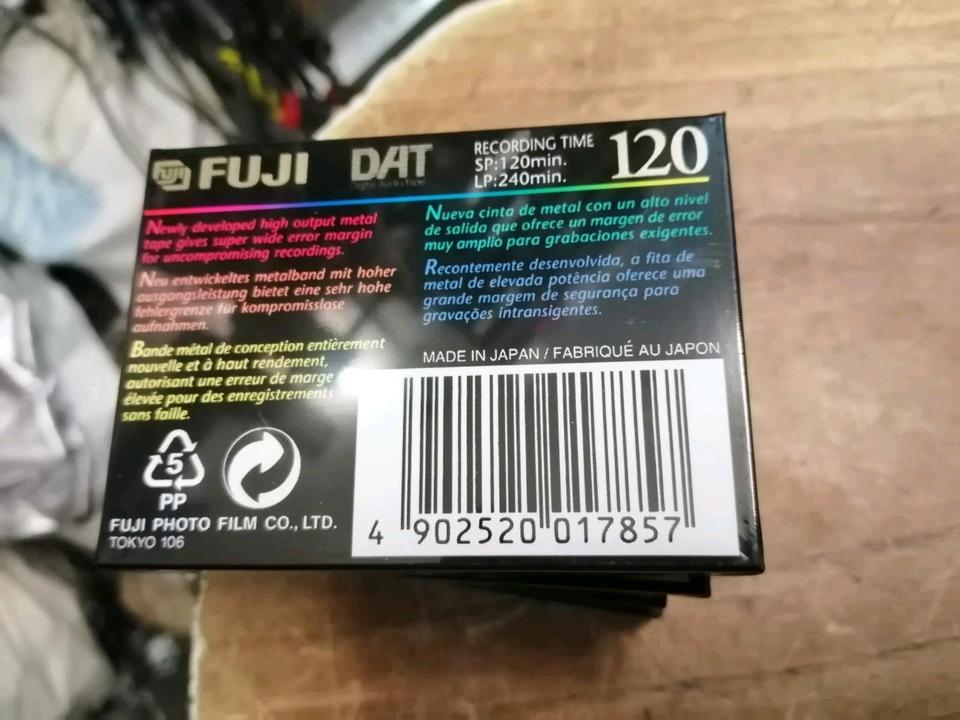 FUJI FUJI
DAT
Digital Audio Tape
RECORDING TIME
SP:120min.
LP:240min.
120
Newly developed high output metal
tape gives super wide error margin
for uncompromising recordings.
Neu entwickeltes metalband mit hoher
ausgangsleistung bietet eine sehr hohe
fehlergrenze für kompromisslose
aufnahmen.
Bande métal de conception entièrement
nouvelle et à haut rendement,
autorisant une erreur de marge
élevée pour des enregistrements
sans faille.
Nueva cinta de metal con un alto nivel
de salida que ofrece un margen de error
muy amplio para grabaciones exigentes.
Recontemente desenvolvida, a fita de
metal de elevada potência oferece uma
grande margem de segurança para
gravações intransigentes.
MADE IN JAPAN / FABRIQUÉ AU JAPON
5
PP
FUJI PHOTO FILM CO., LTD.
TOKYO 106
4 902520 017857